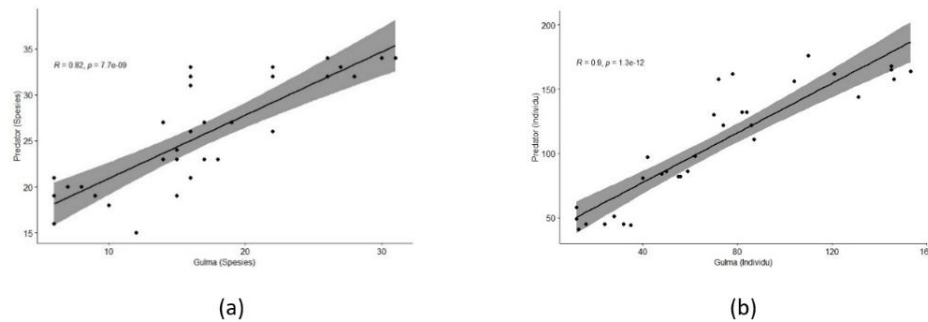 35
30
25
20
15
R = 0.82, p = 7.7e-09
Predator (Spesies)
10
20
30
Gulma (Spesies)
(a)
200
150
100
50
R = 0.9, p = 1.3e-12
Predator (Individu)
40
80
120
16
Gulma (Individu)
(b)